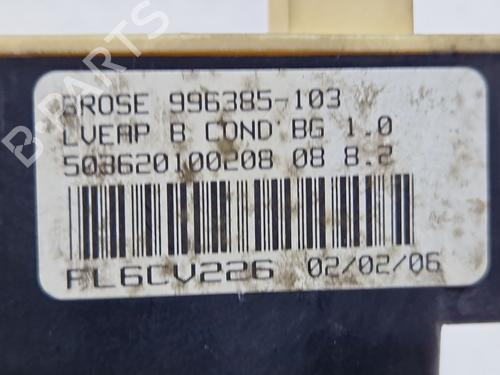 BROSE 996385-103
LVEAP B COND BG 1.0
503620100208 08 8.2
FL6CV226 02/02/06
B-PARTS